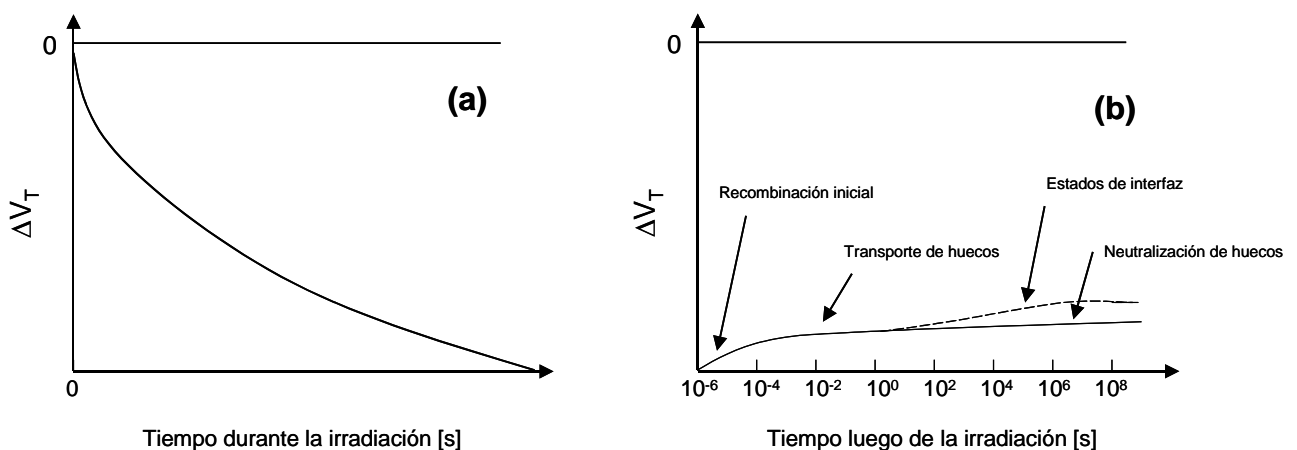 0
(a)
ΔV_T
0
Tiempo durante la irradiación [s]
0
(b)
ΔV_T
Recombinación inicial
Estados de interfaz
Transporte de huecos
Neutralización de huecos
10^-6 10^-4 10^-2 10^0 10^2 10^4 10^6 10^8
Tiempo luego de la irradiación [s]